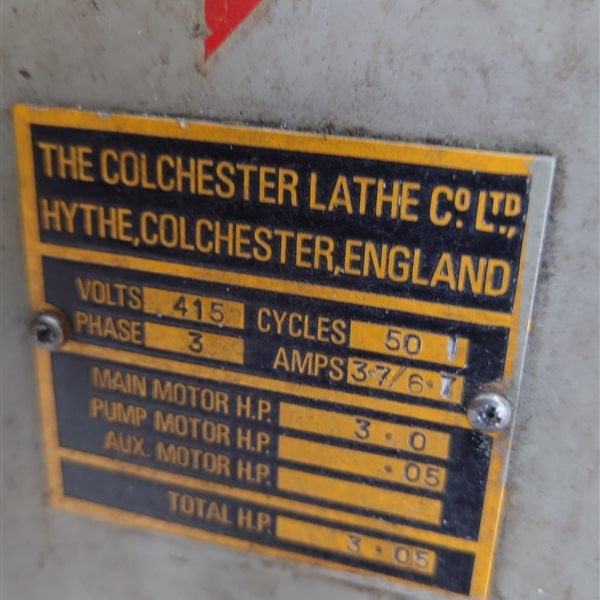 THE COLCHESTER LATHE Co. LTD.,
HYTHE, COLCHESTER, ENGLAND
VOLTS 415 CYCLES 50
PHASE 3 AMPS 3·7/6·7
MAIN MOTOR H.P. 3·0
PUMP MOTOR H.P. ·05
AUX. MOTOR H.P.
TOTAL H.P. 3·05